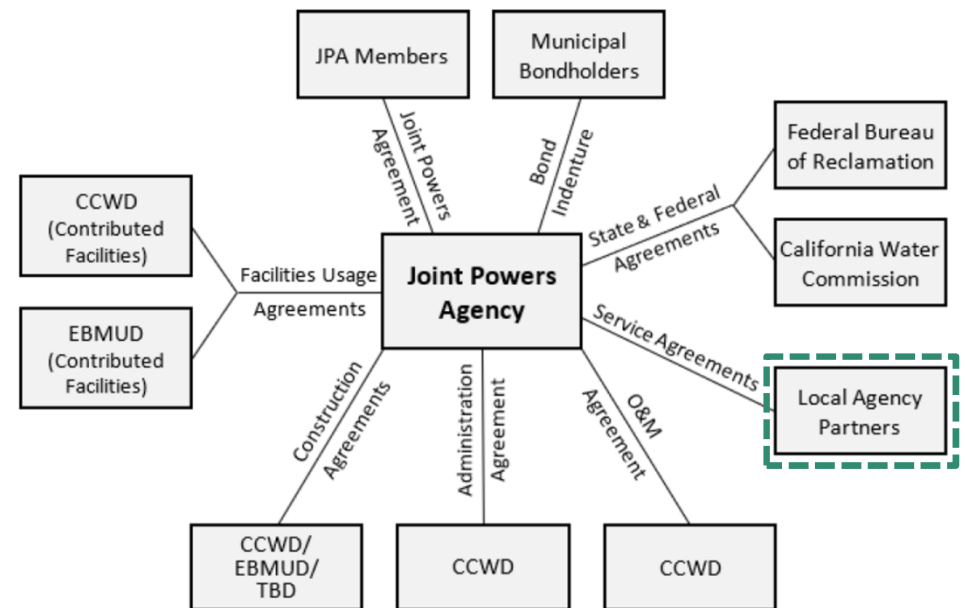 JPA Members
Municipal
Bondholders
Joint Powers
Agreement
Bond
Indenture
Federal Bureau
of Reclamation
State & Federal
Agreements
California Water
Commission
CCWD
(Contributed
Facilities)
Facilities Usage
Agreements
EBMUD
(Contributed
Facilities)
Joint Powers
Agency
Service Agreements
Local Agency
Partners
Construction
Agreements
Administration
Agreement
O&M
Agreement
CCWD/
EBMUD/
TBD
CCWD
CCWD